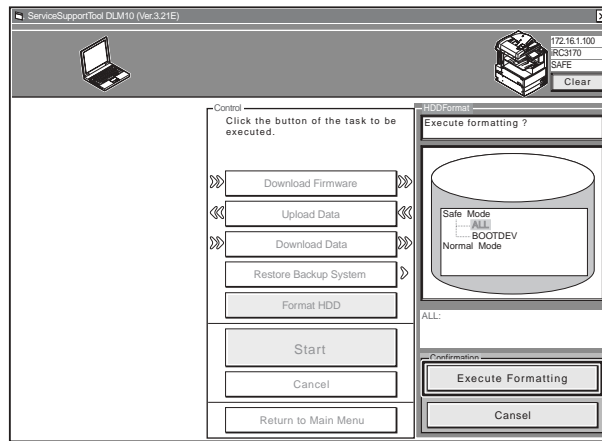 ServiceSupportTool DLM10 (Ver.3.21E)
172.16.1.100
iRC3170
SAFE
Clear
Control
Click the button of the task to be
executed.
Download Firmware
Upload Data
Download Data
Restore Backup System
Format HDD
Start
Cancel
Return to Main Menu
HDDFormat
Execute formatting ?
Safe Mode
ALL
BOOTDEV
Normal Mode
ALL:
Confirmation
Execute Formatting
Cansel